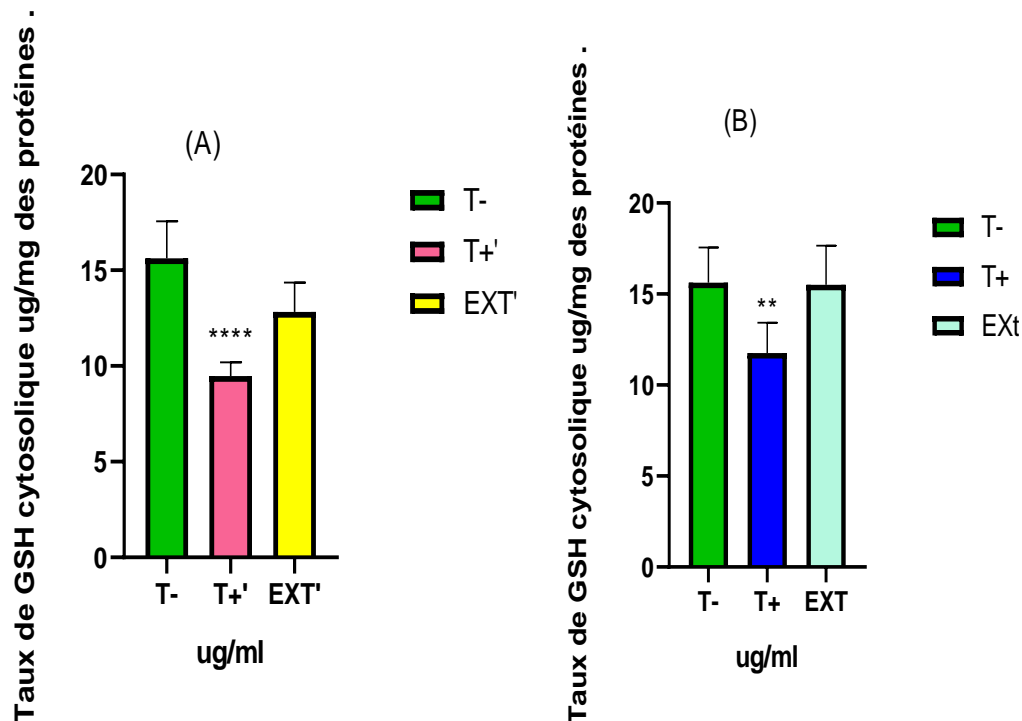 Taux de GSH cytosolique ug/mg des protéines .
(A)
20
15
10
5
0
****
T-
T+'
EXT'
T-
T+'
EXT'
ug/ml
Taux de GSH cytosolique ug/mg des protéines .
(B)
20
15
10
5
0
**
T-
T+
EXt
T-
T+
EXT
ug/ml